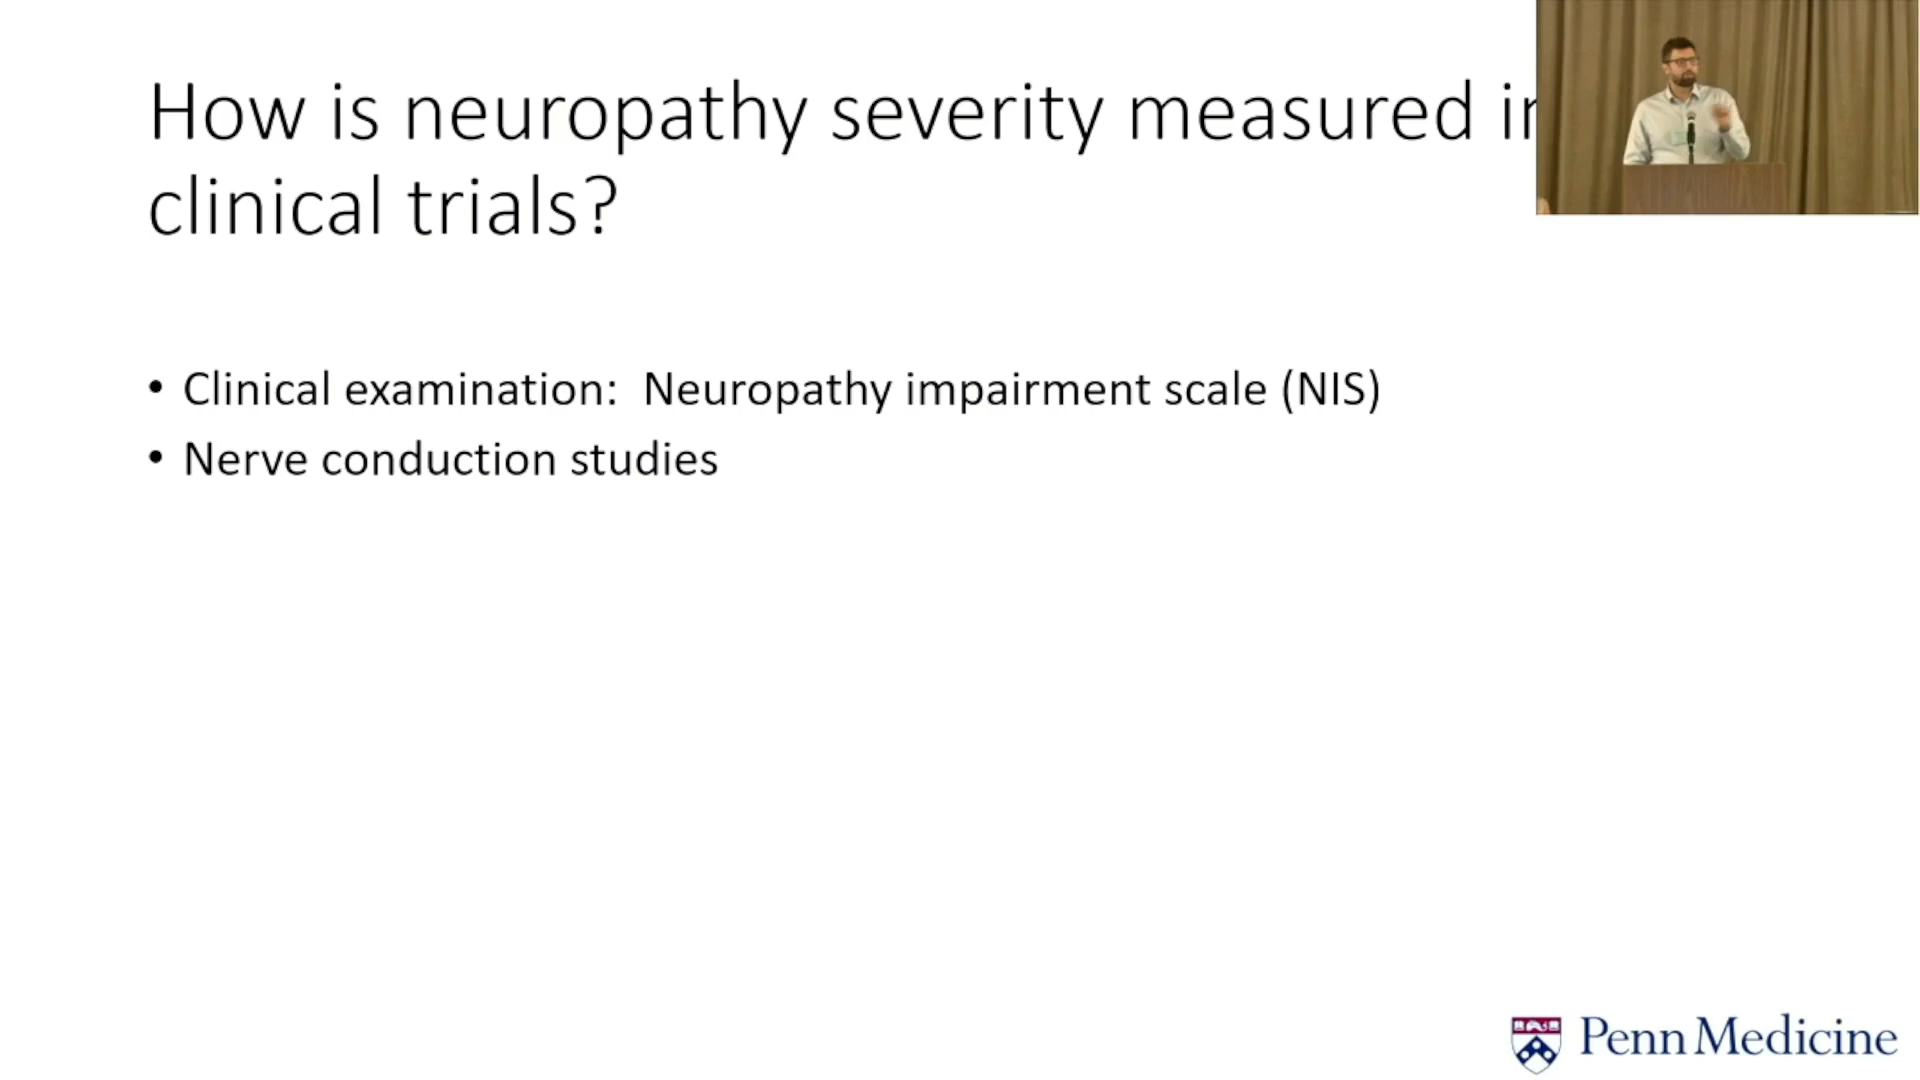 How is neuropathy severity measured in
clinical trials?
• Clinical examination:  Neuropathy impairment scale (NIS)
• Nerve conduction studies
Penn Medicine